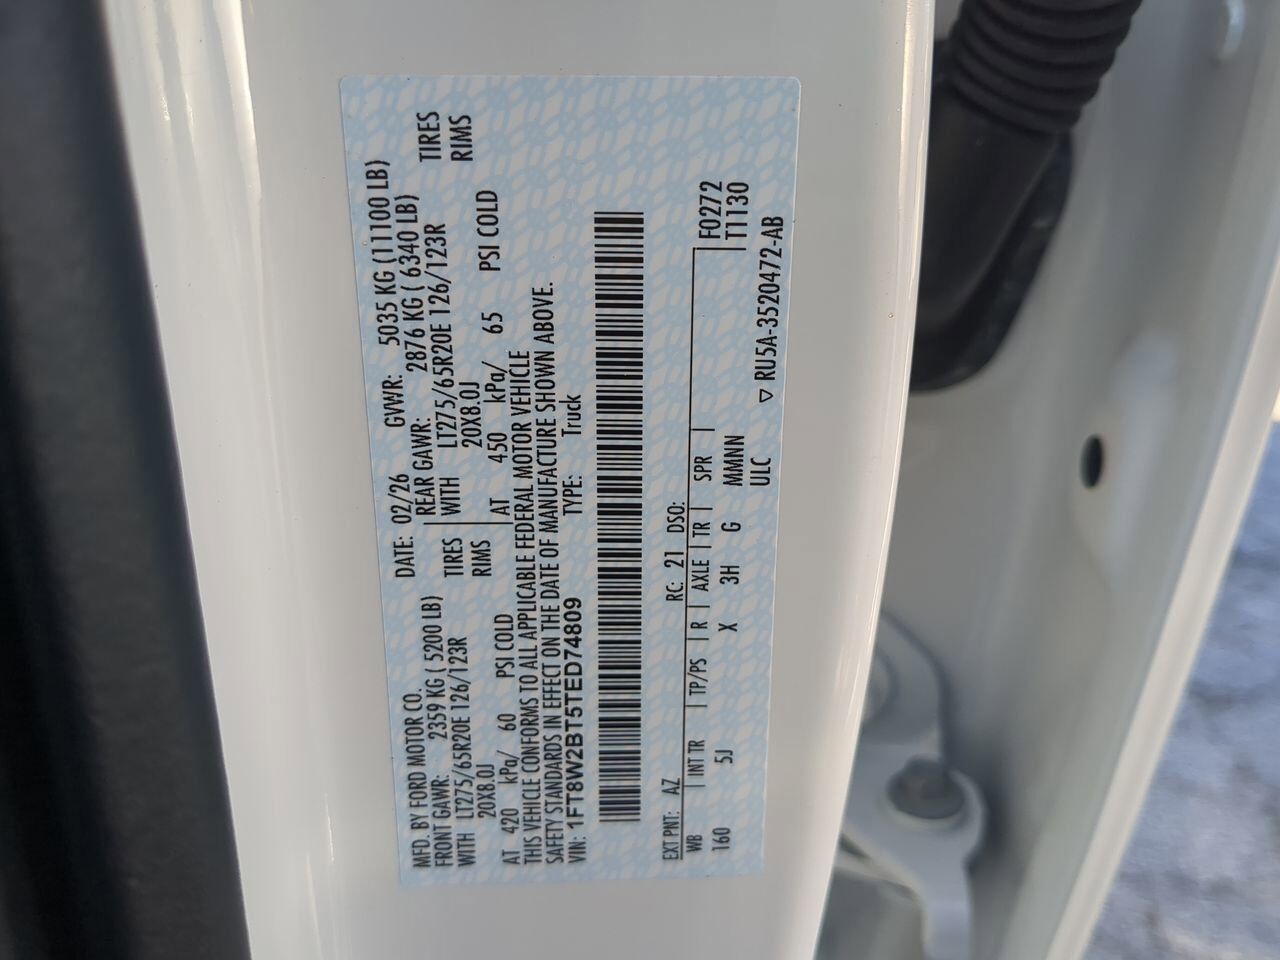 MFD. BY FORD MOTOR CO.
DATE: 02/26 GVWR: 5035 KG (11100 LB)
FRONT GAWR: 2359 KG ( 5200 LB) REAR GAWR: 2876 KG ( 6340 LB)
WITH LT275/65R20E 126/123R TIRES WITH LT275/65R20E 126/123R TIRES
20X8.0J RIMS 20X8.0J RIMS
AT 420 kPa/ 60 PSI COLD AT 450 kPa/ 65 PSI COLD
THIS VEHICLE CONFORMS TO ALL APPLICABLE FEDERAL MOTOR VEHICLE
SAFETY STANDARDS IN EFFECT ON THE DATE OF MANUFACTURE SHOWN ABOVE.
VIN: 1FT8W2BT5TED74809 TYPE: Truck
EXT PNT: AZ RC: 21 DSO: F0272
WB INT TR TP/PS R AXLE TR SPR T1130
160 5J X 3H G MMNN
ULC
▽ RU5A-3520472-AB